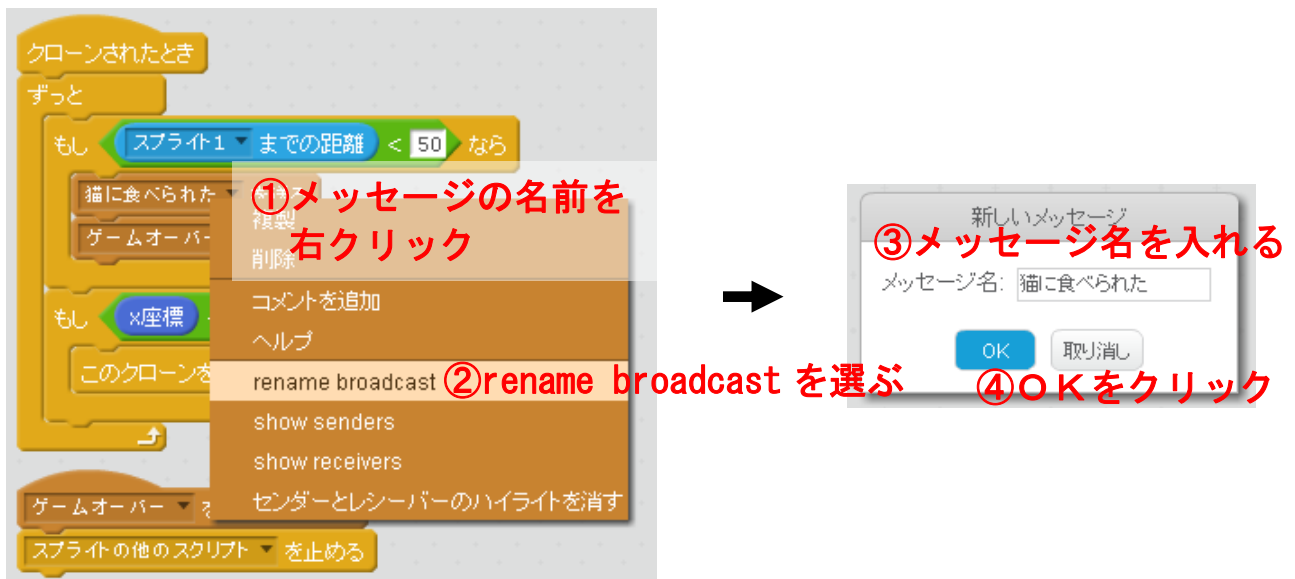 クローンされたとき
ずっと
もし スプライト1 までの距離 < 50 なら
猫に食べられた
ゲームオーバー
①メッセージの名前を
右クリック
複製
削除
コメントを追加
ヘルプ
rename broadcast
②rename broadcast を選ぶ
show senders
show receivers
センダーとレシーバーのハイライトを消す
もし x座標
このクローンを
ゲームオーバー
スプライトの他のスクリプト を止める
新しいメッセージ
③メッセージ名を入れる
メッセージ名: 猫に食べられた
OK 取り消し
④OKをクリック